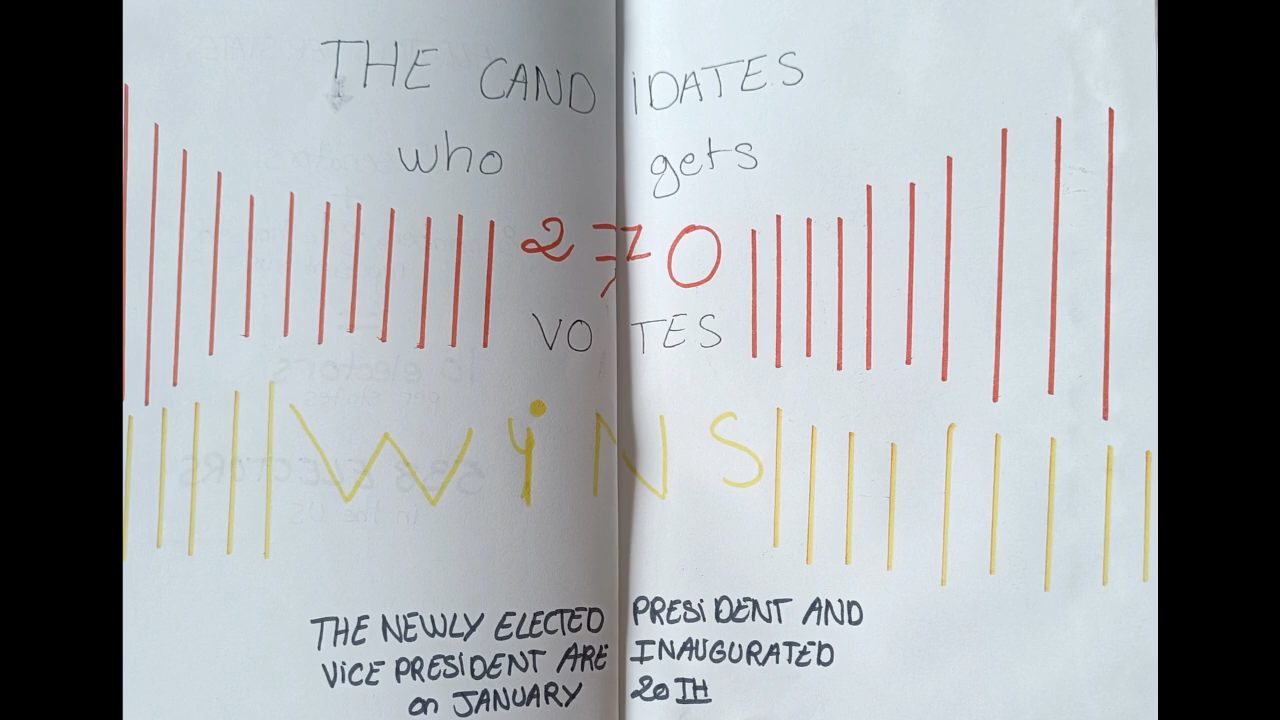 THE CANDiDATES
who gets
270
VOTES
WiNS
THE NEWLY ELECTED PRESiDENT AND
ViCE PRESiDENT ARE INAUGURATED
on JANUARY 20TH